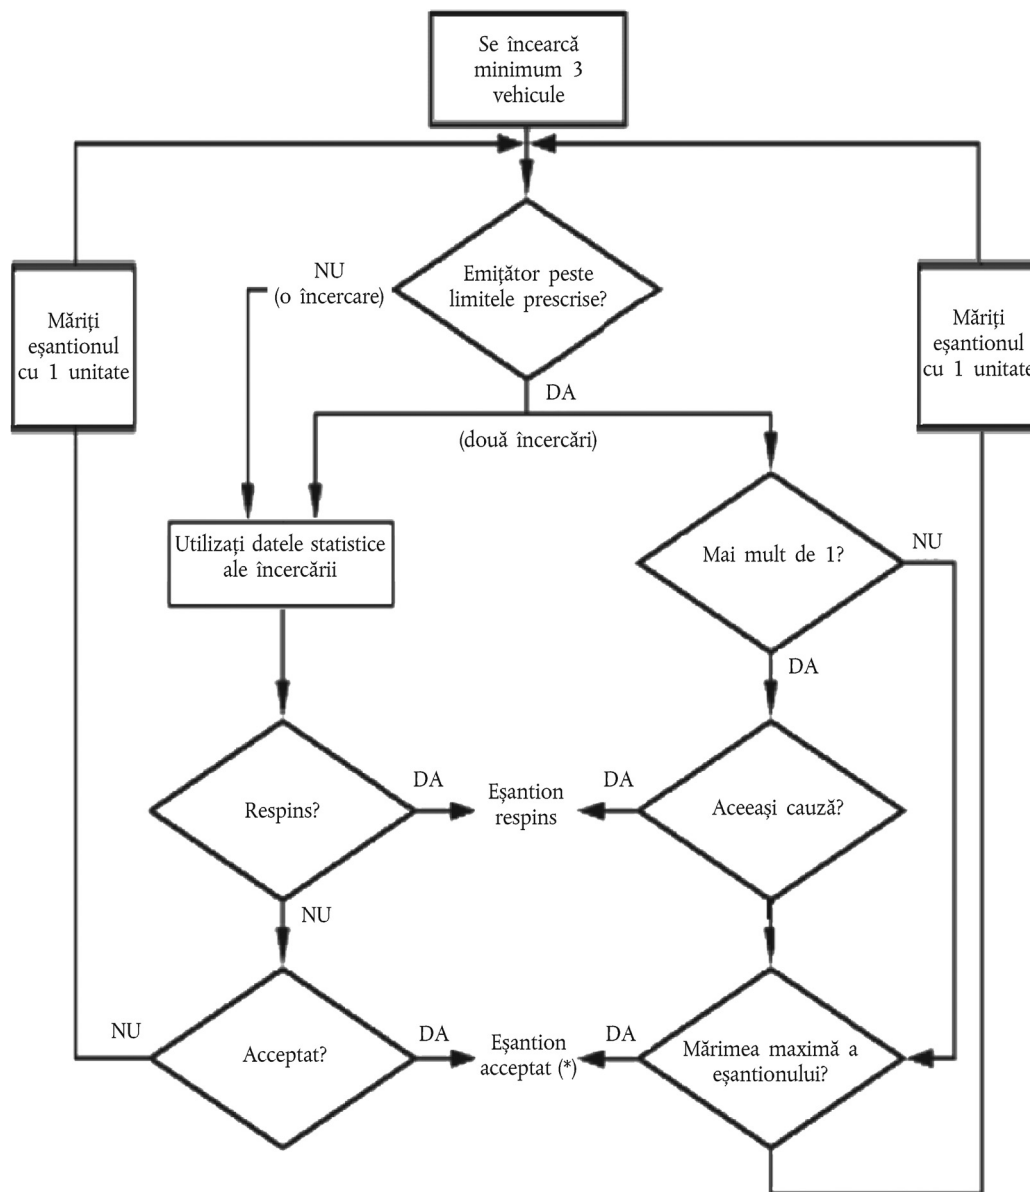 Se încearcă
minimum 3
vehicule
NU
(o încercare)
Emițător peste
limitele prescrise?
Măriți
eșantionul
cu 1 unitate
Măriți
eșantionul
cu 1 unitate
DA
(două încercări)
Utilizați datele statistice
ale încercării
Mai mult de 1?
NU
DA
Respins?
DA
Eșantion
respins
DA
Aceeași cauză?
NU
NU
Acceptat?
DA
Eșantion
acceptat (*)
DA
Mărimea maximă a
eșantionului?